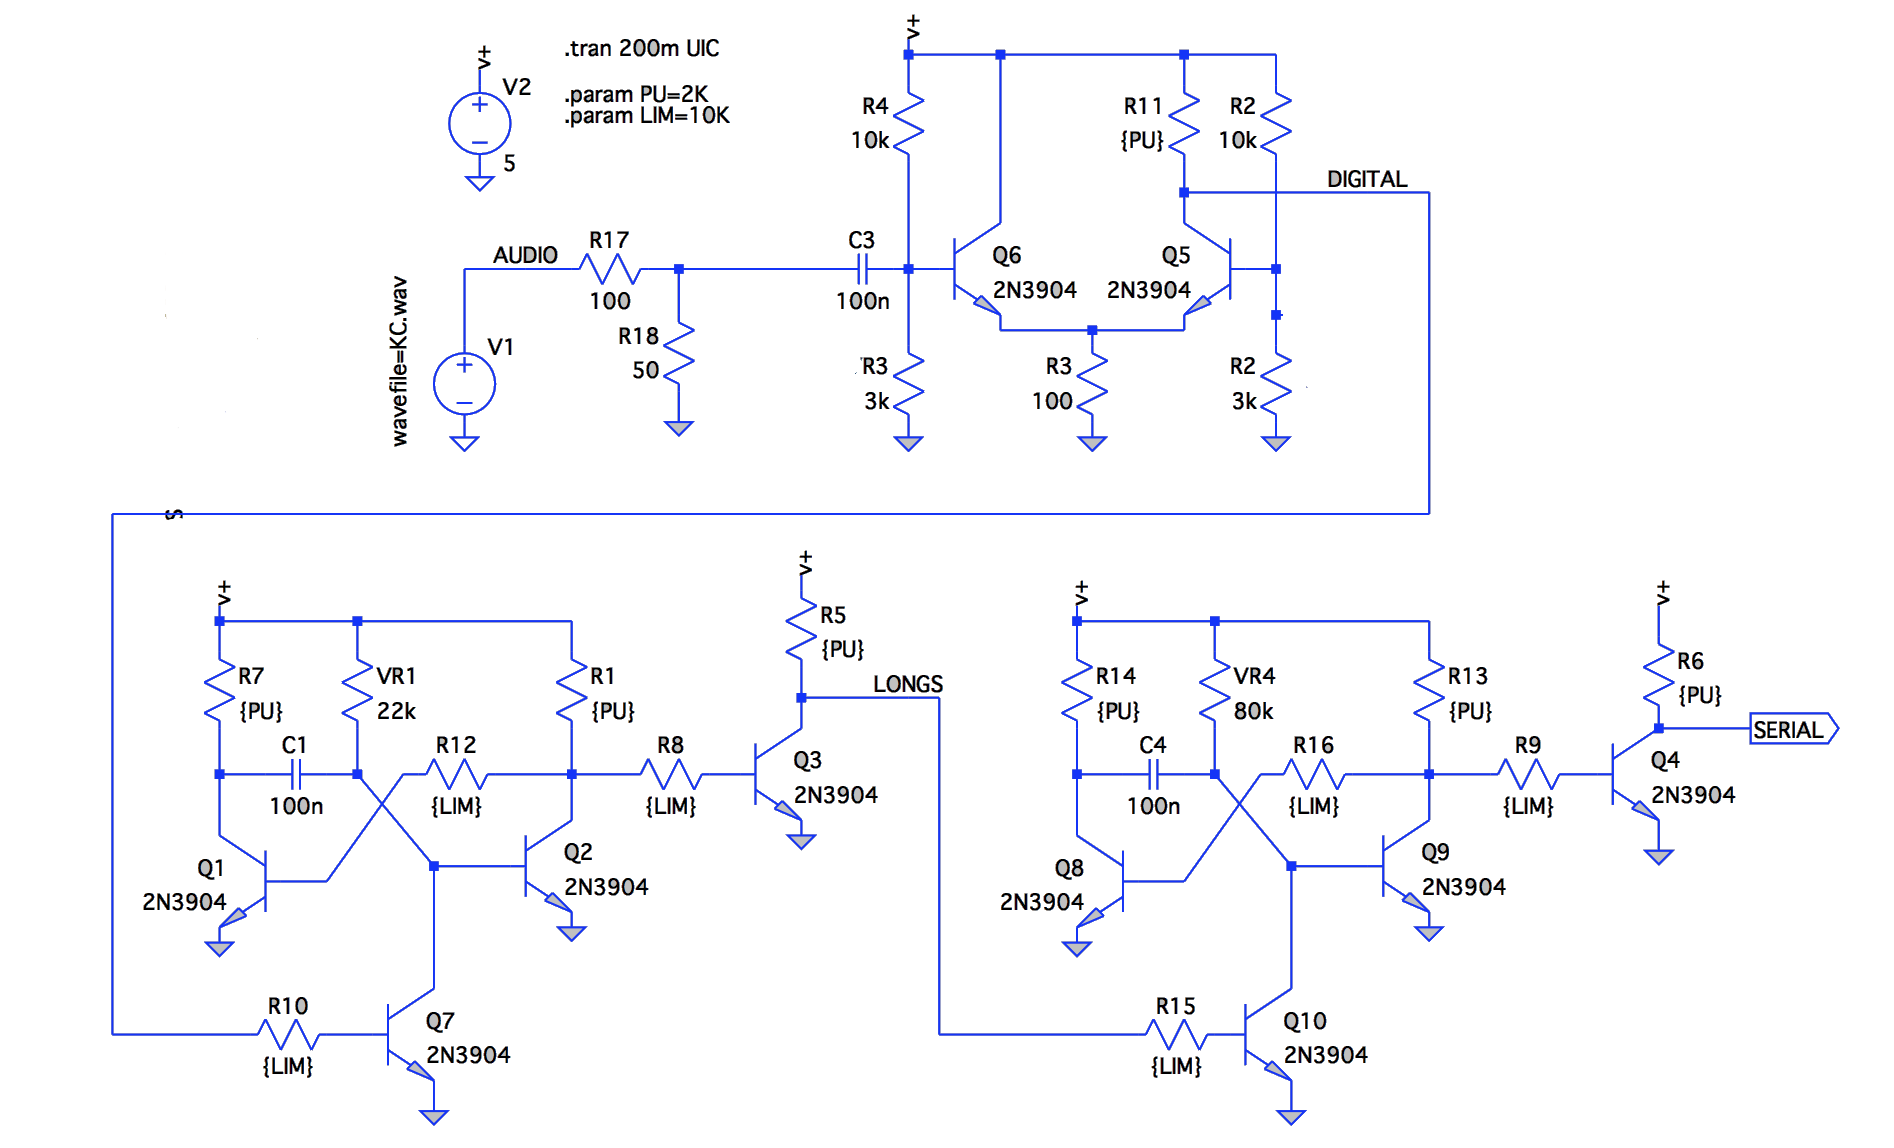 v+
V2
5
.tran 200m UIC
.param PU=2K
.param LIM=10K
v+
R4
10k
R11
{PU}
R2
10k
DIGITAL
AUDIO
R17
100
C3
100n
Q6
2N3904
Q5
2N3904
wavefile=KC.wav
V1
R18
50
R3
3k
R3
100
R2
3k
S
v+
R7
{PU}
VR1
22k
R1
{PU}
v+
R5
{PU}
LONGS
C1
100n
R12
{LIM}
R8
{LIM}
Q3
2N3904
Q1
2N3904
Q2
2N3904
R10
{LIM}
Q7
2N3904
v+
R14
{PU}
VR4
80k
R13
{PU}
v+
R6
{PU}
SERIAL
C4
100n
R16
{LIM}
R9
{LIM}
Q4
2N3904
Q8
2N3904
Q9
2N3904
R15
{LIM}
Q10
2N3904